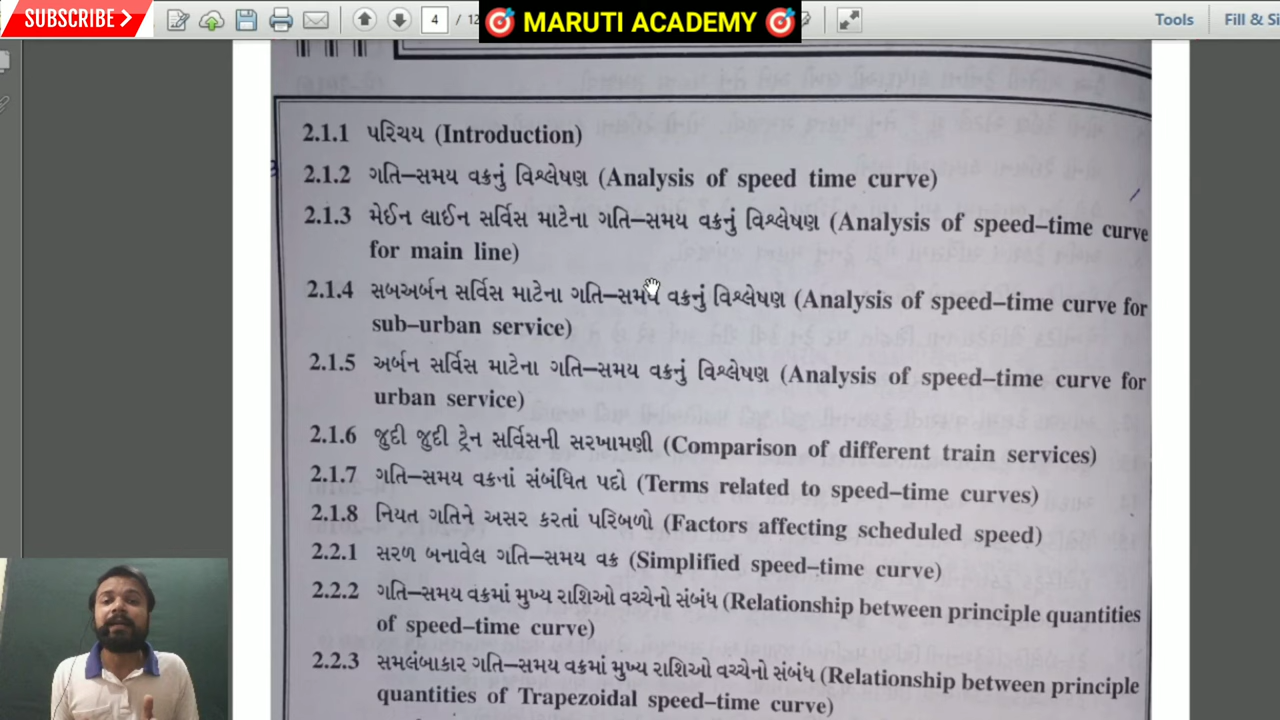 SUBSCRIBE
4 / 12
MARUTI ACADEMY
Tools
Fill & Si
2.1.1 પરિચય (Introduction)
2.1.2 ગતિ–સમય વક્રનું વિશ્લેષણ (Analysis of speed time curve)
2.1.3 મેઈન લાઈન સર્વિસ માટેના ગતિ–સમય વક્રનું વિશ્લેષણ (Analysis of speed–time curve
for main line)
2.1.4 સબઅર્બન સર્વિસ માટેના ગતિ–સમય વક્રનું વિશ્લેષણ (Analysis of speed–time curve for
sub–urban service)
2.1.5 અર્બન સર્વિસ માટેના ગતિ–સમય વક્રનું વિશ્લેષણ (Analysis of speed–time curve for
urban service)
2.1.6 જુદી જુદી ટ્રેન સર્વિસની સરખામણી (Comparison of different train services)
2.1.7 ગતિ–સમય વક્રનાં સંબંધિત પદો (Terms related to speed–time curves)
2.1.8 નિયત ગતિને અસર કરતાં પરિબળો (Factors affecting scheduled speed)
2.2.1 સરળ બનાવેલ ગતિ–સમય વક્ર (Simplified speed–time curve)
2.2.2 ગતિ–સમય વક્રમાં મુખ્ય રાશિઓ વચ્ચેનો સંબંધ (Relationship between principle quantities
of speed–time curve)
2.2.3 સમલંબાકાર ગતિ–સમય વક્રમાં મુખ્ય રાશિઓ વચ્ચેનો સંબંધ (Relationship between principle
quantities of Trapezoidal speed–time curve)